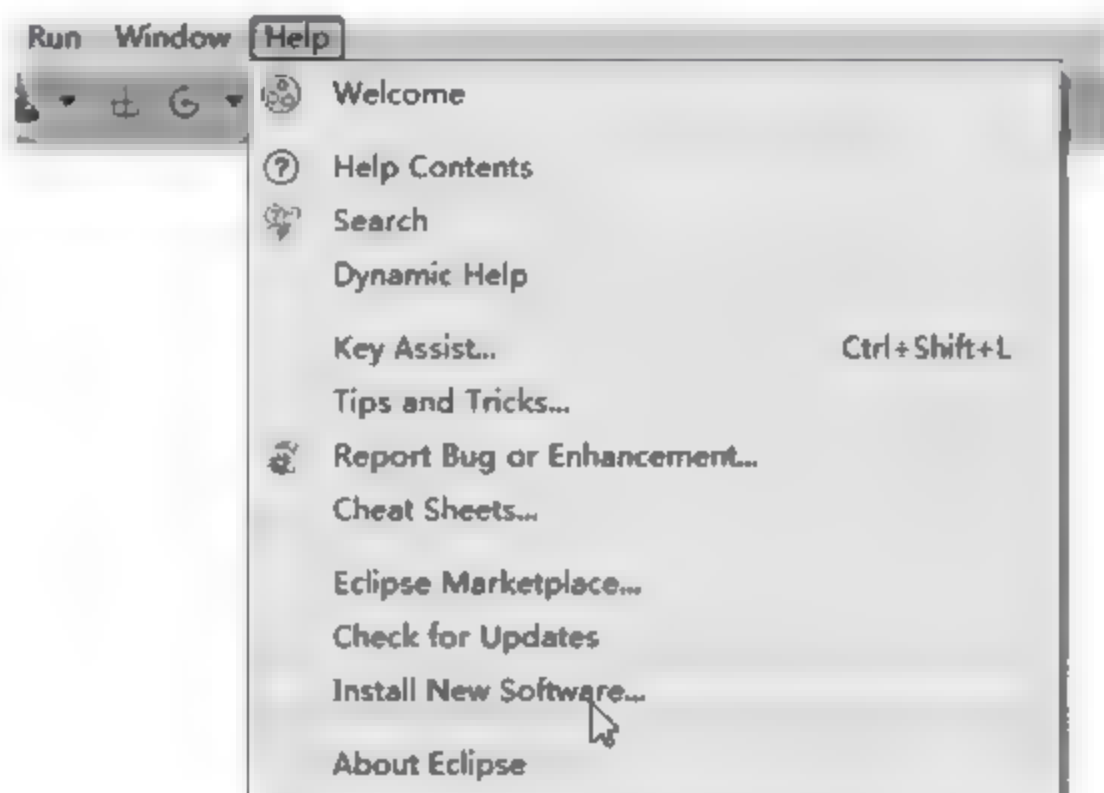 Run Window Help
Welcome
Help Contents
Search
Dynamic Help
Key Assist... Ctrl+Shift+L
Tips and Tricks...
Report Bug or Enhancement...
Cheat Sheets...
Eclipse Marketplace...
Check for Updates
Install New Software...
About Eclipse